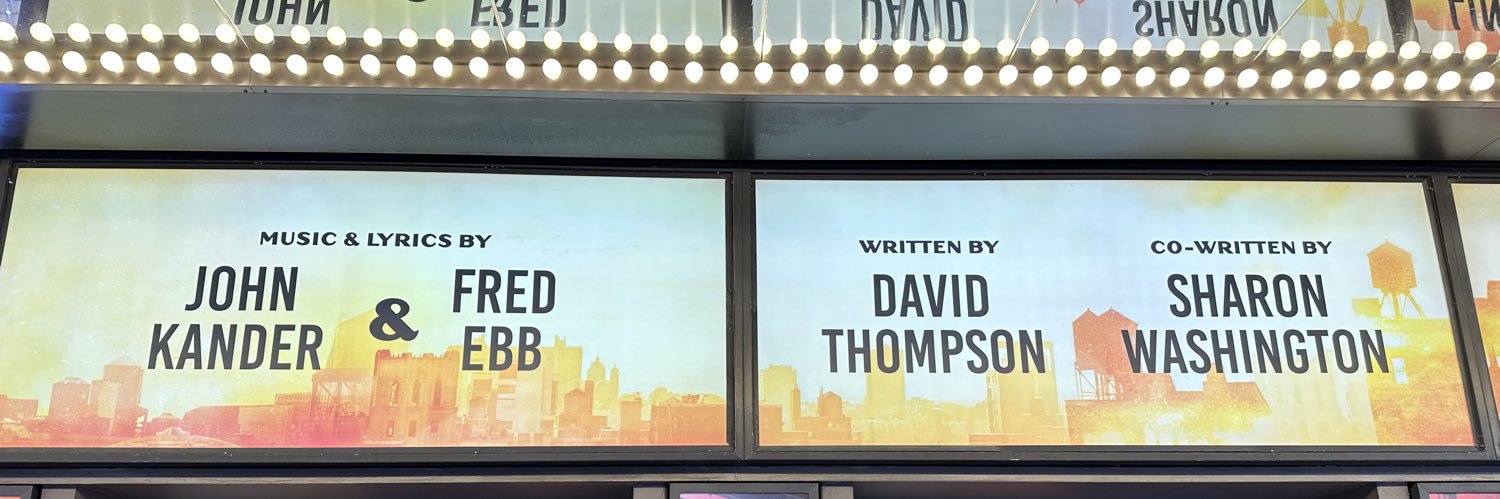 JOHN
FRED
DAVID
SHARON
LIN
MUSIC & LYRICS BY
JOHN
KANDER
&
FRED
EBB
WRITTEN BY
DAVID
THOMPSON
CO-WRITTEN BY
SHARON
WASHINGTON